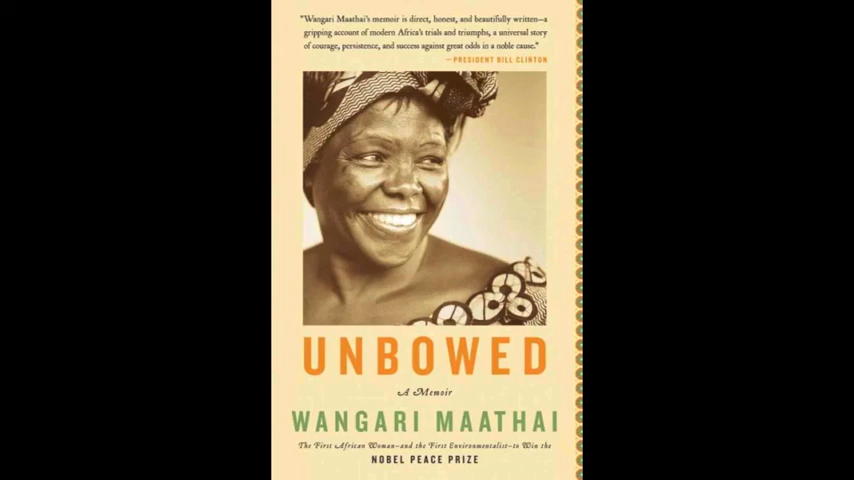 "Wangari Maathai's memoir is direct, honest, and beautifully written—a
gripping account of modern Africa's trials and triumphs, a universal story
of courage, persistence, and success against great odds in a noble cause."
—PRESIDENT BILL CLINTON
UNBOWED
A Memoir
WANGARI MAATHAI
The First African Woman—and the First Environmentalist—to Win the
NOBEL PEACE PRIZE